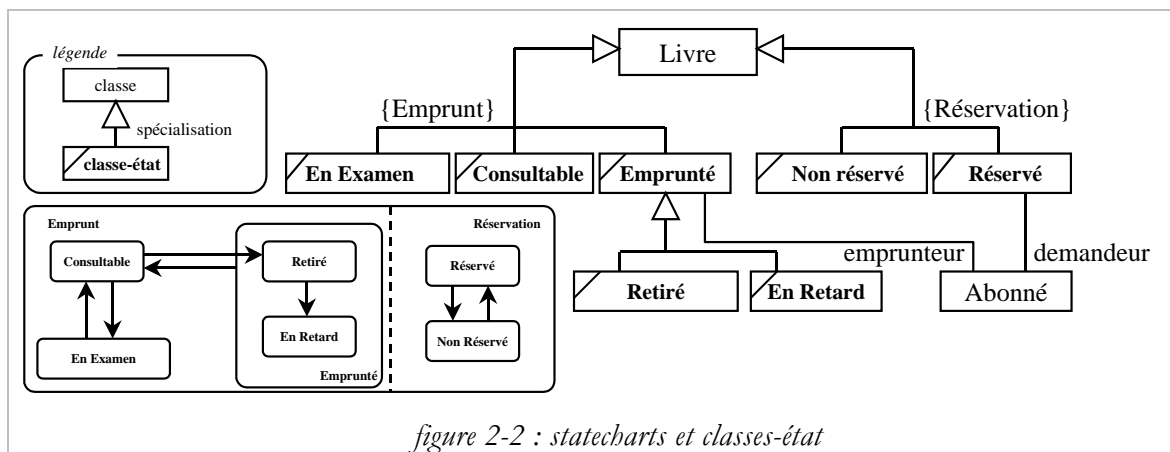 légende
classe
spécialisation
classe-état
Livre
{Emprunt}
{Réservation}
En Examen
Consultable
Emprunté
Non réservé
Réservé
emprunteur
demandeur
Retiré
En Retard
Abonné
Emprunt
Réservation
Consultable
Retiré
Réservé
En Retard
Non Réservé
En Examen
Emprunté
figure 2-2 : statecharts et classes-état